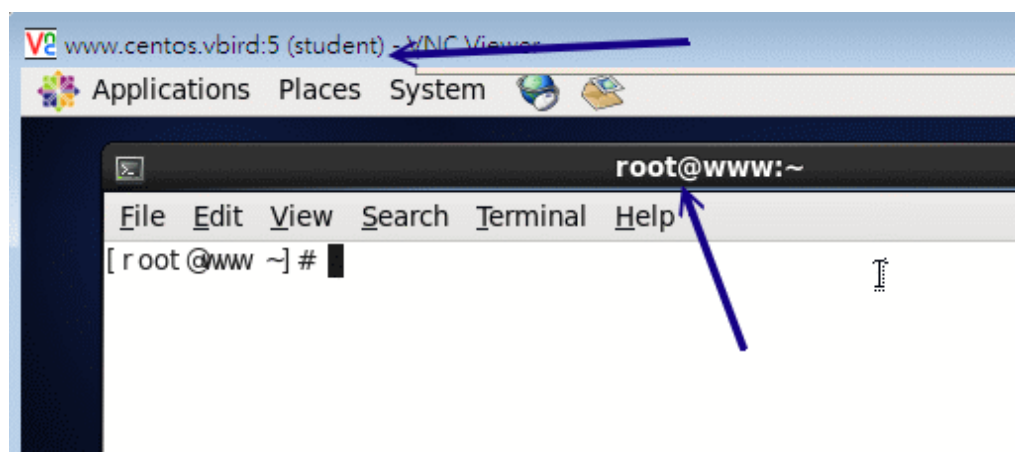 www.centos.vbird:5 (student) - VNC Viewer
Applications Places System
root@www:~
File Edit View Search Terminal Help
[root@www ~]#